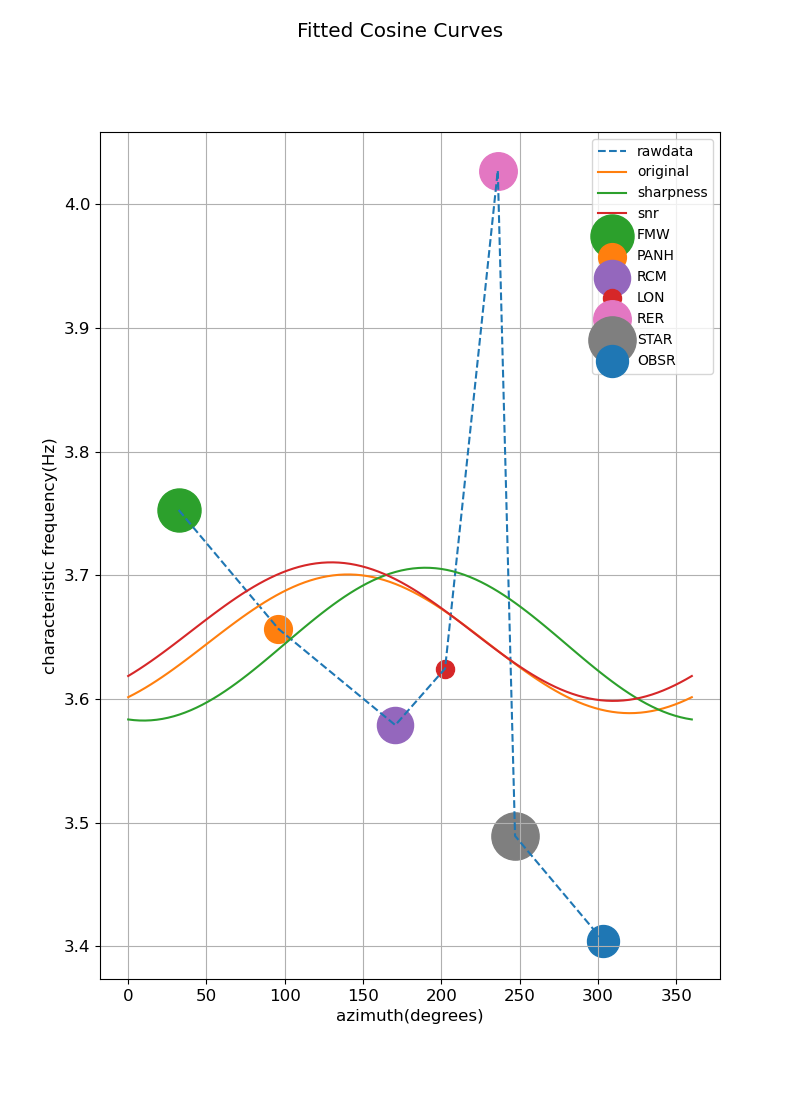 Fitted Cosine Curves
rawdata
original
sharpness
snr
FMW
PANH
RCM
LON
RER
STAR
OBSR
characteristic frequency(Hz)
4.0
3.9
3.8
3.7
3.6
3.5
3.4
0 50 100 150 200 250 300 350
azimuth(degrees)